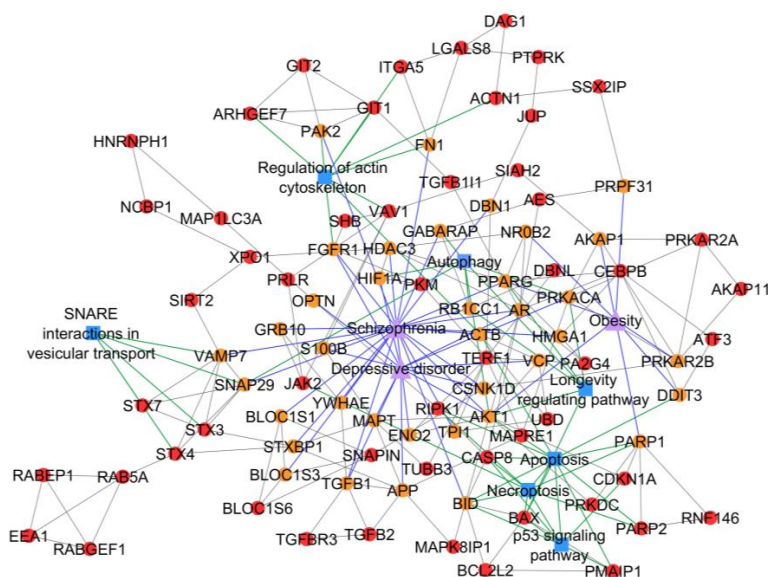 DAG1
LGALS8
GIT2
ITGA5
PTPRK
ARHGEF7
GIT1
ACTN1
SSX2IP
PAK2
JUP
HNRNPH1
FN1
Regulation of actin
cytoskeleton
SIAH2
TGFB1I1
PRPF31
NCBP1
MAP1LC3A
VAV1
DBN1
AES
SHB
GABARAP
NR0B2
AKAP1
PRKAR2A
XPO1
FGFR1
HDAC3
Autophagy
PRLR
HIF1A
PKM
PPARG
DBNL
CEBPB
AKAP11
SIRT2
OPTN
RB1CC1
PRKACA
SNARE
interactions in
vesicular transport
GRB10
Schizophrenia
AR
Obesity
S100B
ACTB
HMGA1
ATF3
VAMP7
Depressive disorder
TERF1
VCP
PA2G4
PRKAR2B
SNAP29
JAK2
CSNK1D
Longevity
regulating pathway
DDIT3
STX7
YWHAE
RIPK1
AKT1
STX3
BLOC1S1
MAPT
ENO2
TPI1
UBD
MAPRE1
PARP1
STX4
STXBP1
SNAPIN
CASP8
Apoptosis
RABEP1
RAB5A
BLOC1S3
TGFB1
TUBB3
APP
Necroptosis
CDKN1A
BLOC1S6
BID
BAX
PRKDC
RNF146
EEA1
RABGEF1
TGFBR3
TGFB2
MAPK8IP1
p53 signaling
pathway
PARP2
BCL2L2
PMAIP1